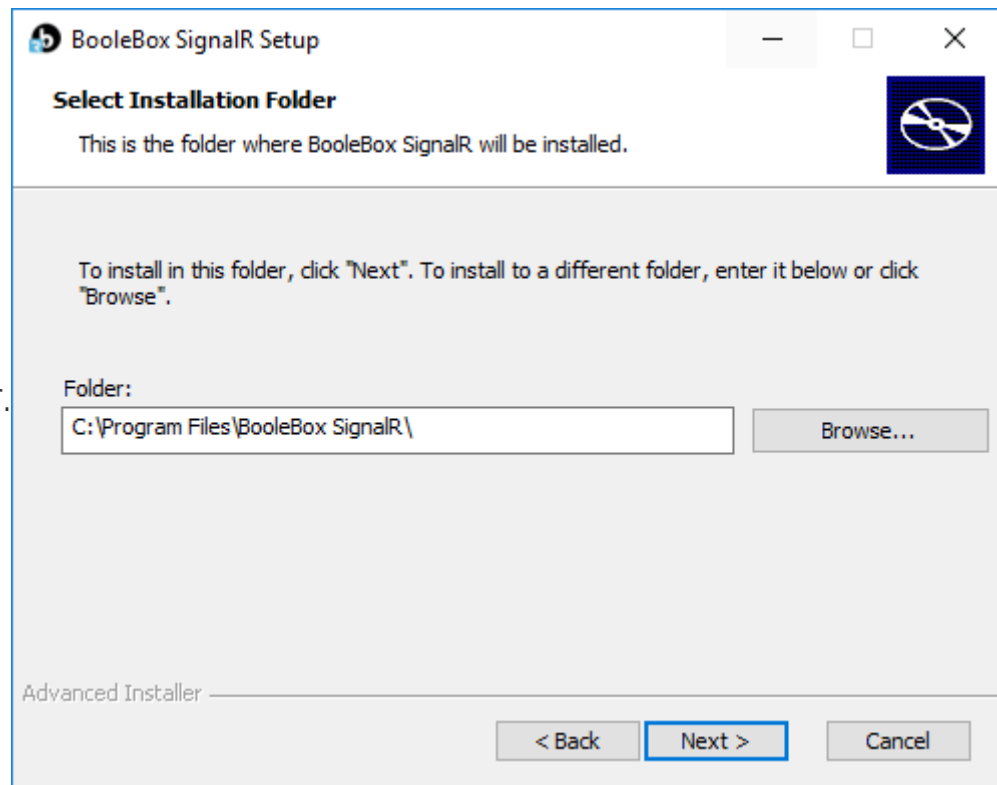 BooleBox SignalR Setup
Select Installation Folder
This is the folder where BooleBox SignalR will be installed.
To install in this folder, click "Next". To install to a different folder, enter it below or click
"Browse".
Folder:
C:\Program Files\BooleBox SignalR\
Browse...
Advanced Installer
< Back
Next >
Cancel